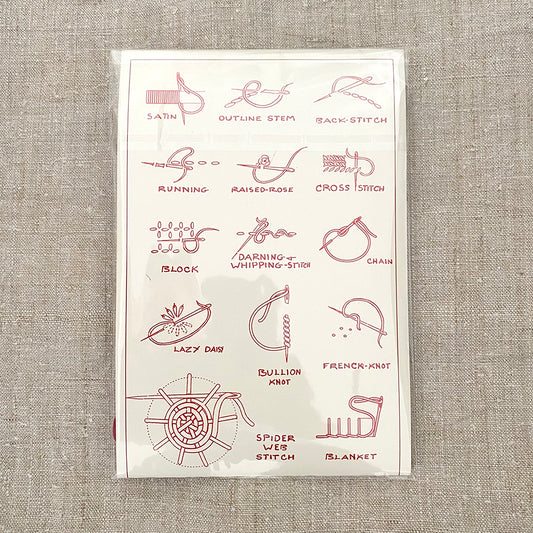 SATIN
OUTLINE STEM
BACK-STITCH
RUNNING
RAISED-ROSE
CROSS STITCH
BLOCK
DARNING &
WHIPPING-STITCH
CHAIN
LAZY DAISY
BULLION
KNOT
FRENCK-KNOT
SPIDER
WEB
STITCH
BLANKET